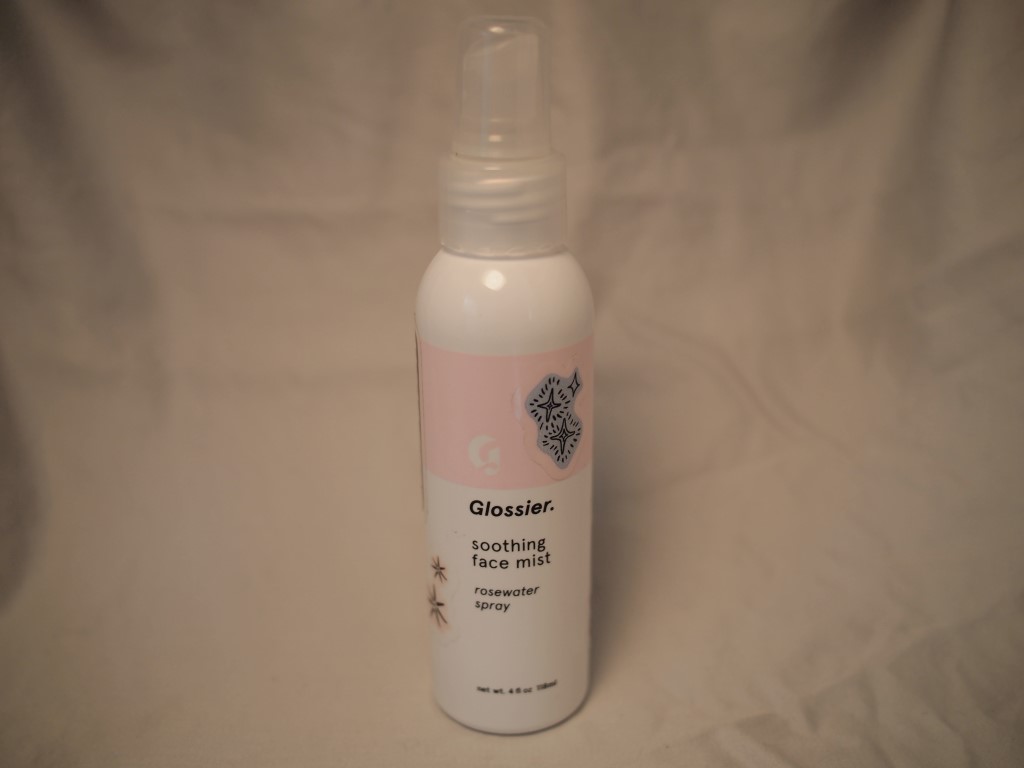 G
Glossier.
soothing
face mist
rosewater
spray
net wt. 4 fl oz 118ml